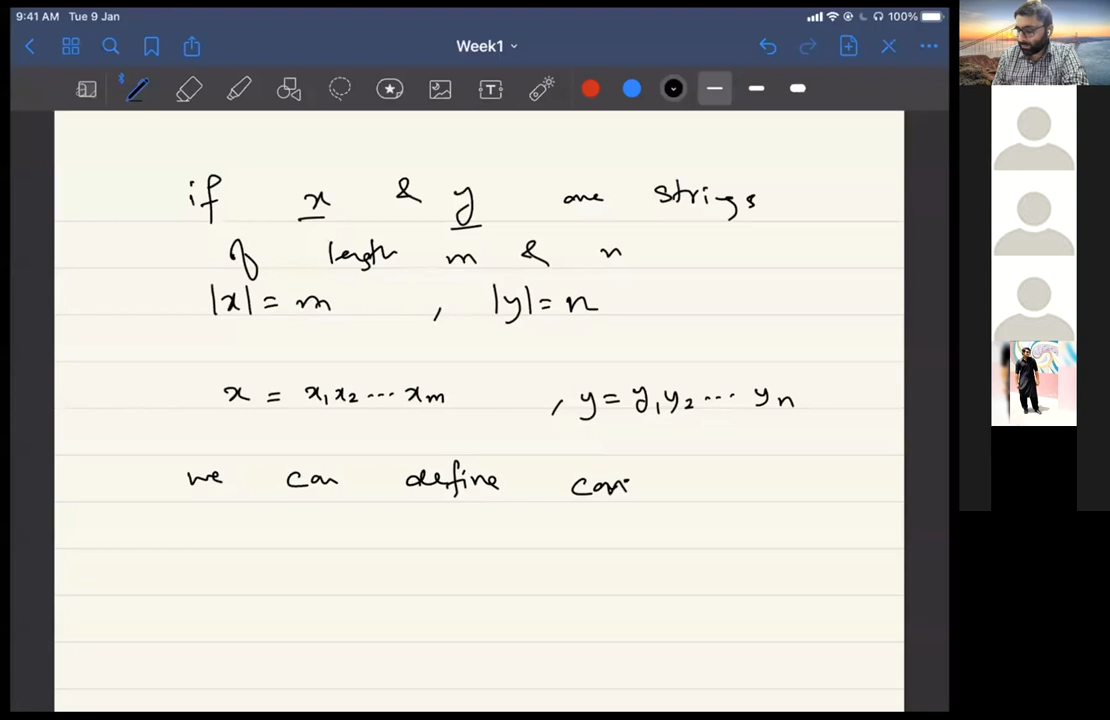 9:41 AM Tue 9 Jan
100%
Week1
T
if x & y are strings
of length m & n
|x| = m , |y| = n
x = x₁x₂ ... xₘ , y = y₁y₂ ... yₙ
we can define con